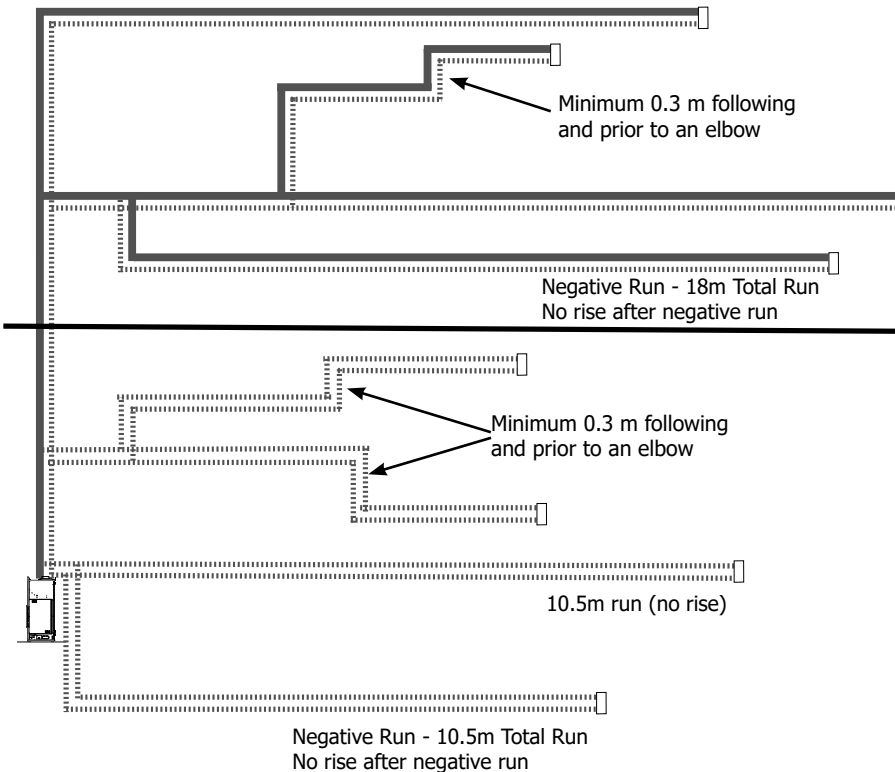 Minimum 0.3 m following
and prior to an elbow
Negative Run - 18m Total Run
No rise after negative run
Minimum 0.3 m following
and prior to an elbow
10.5m run (no rise)
Negative Run - 10.5m Total Run
No rise after negative run